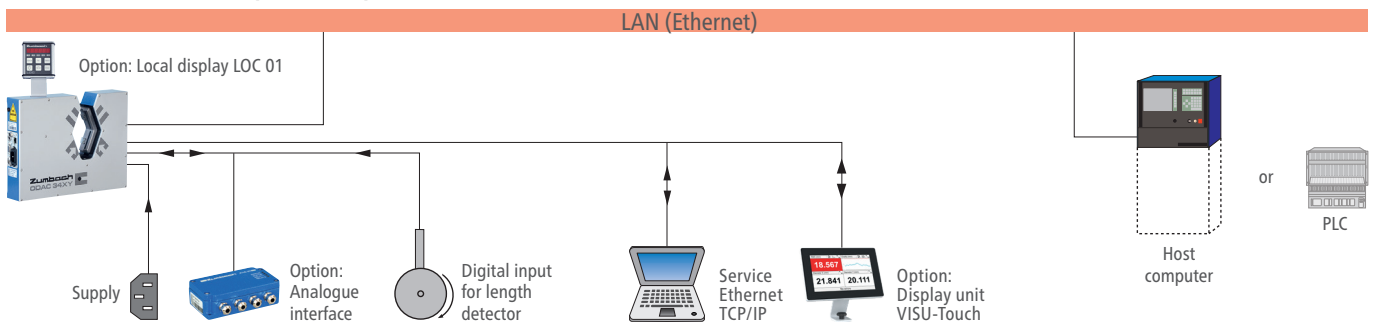 LAN (Ethernet)
Option: Local display LOC 01
Zumbach
ODAC 34XY
Supply
Option:
Analogue
interface
Digital input
for length
detector
Service
Ethernet
TCP/IP
18.567
21.841 20.111
Option:
Display unit
VISU-Touch
Host
computer
or
PLC